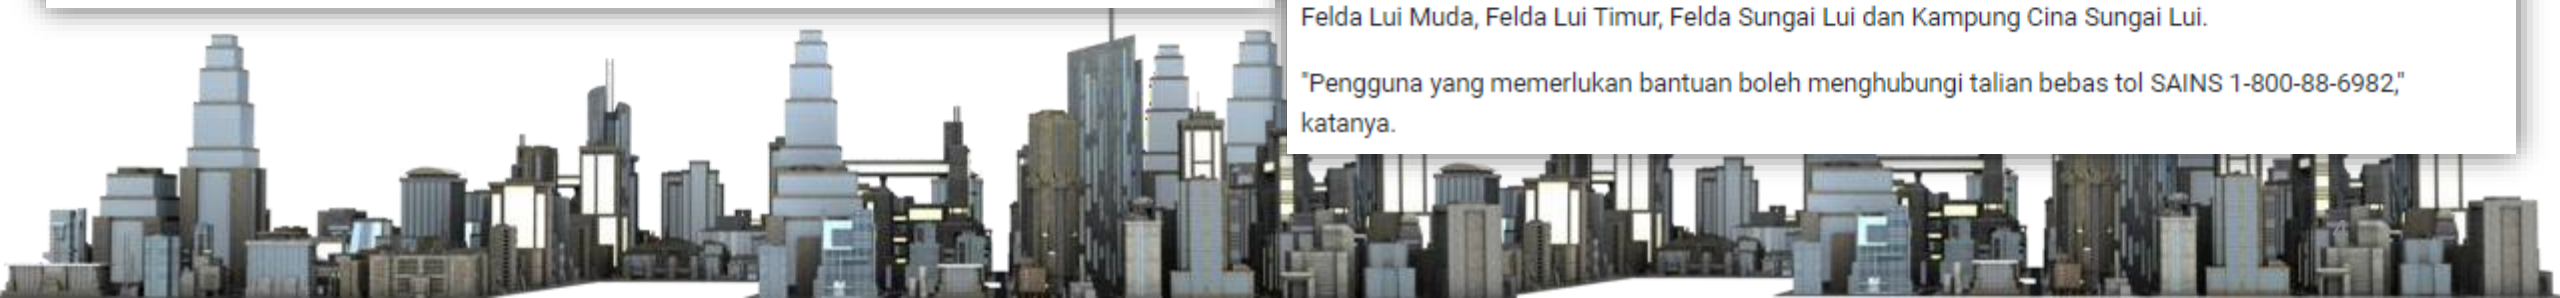 Felda Lui Muda, Felda Lui Timur, Felda Sungai Lui dan Kampung Cina Sungai Lui.
"Pengguna yang memerlukan bantuan boleh menghubungi talian bebas tol SAINS 1-800-88-6982,"
katanya.